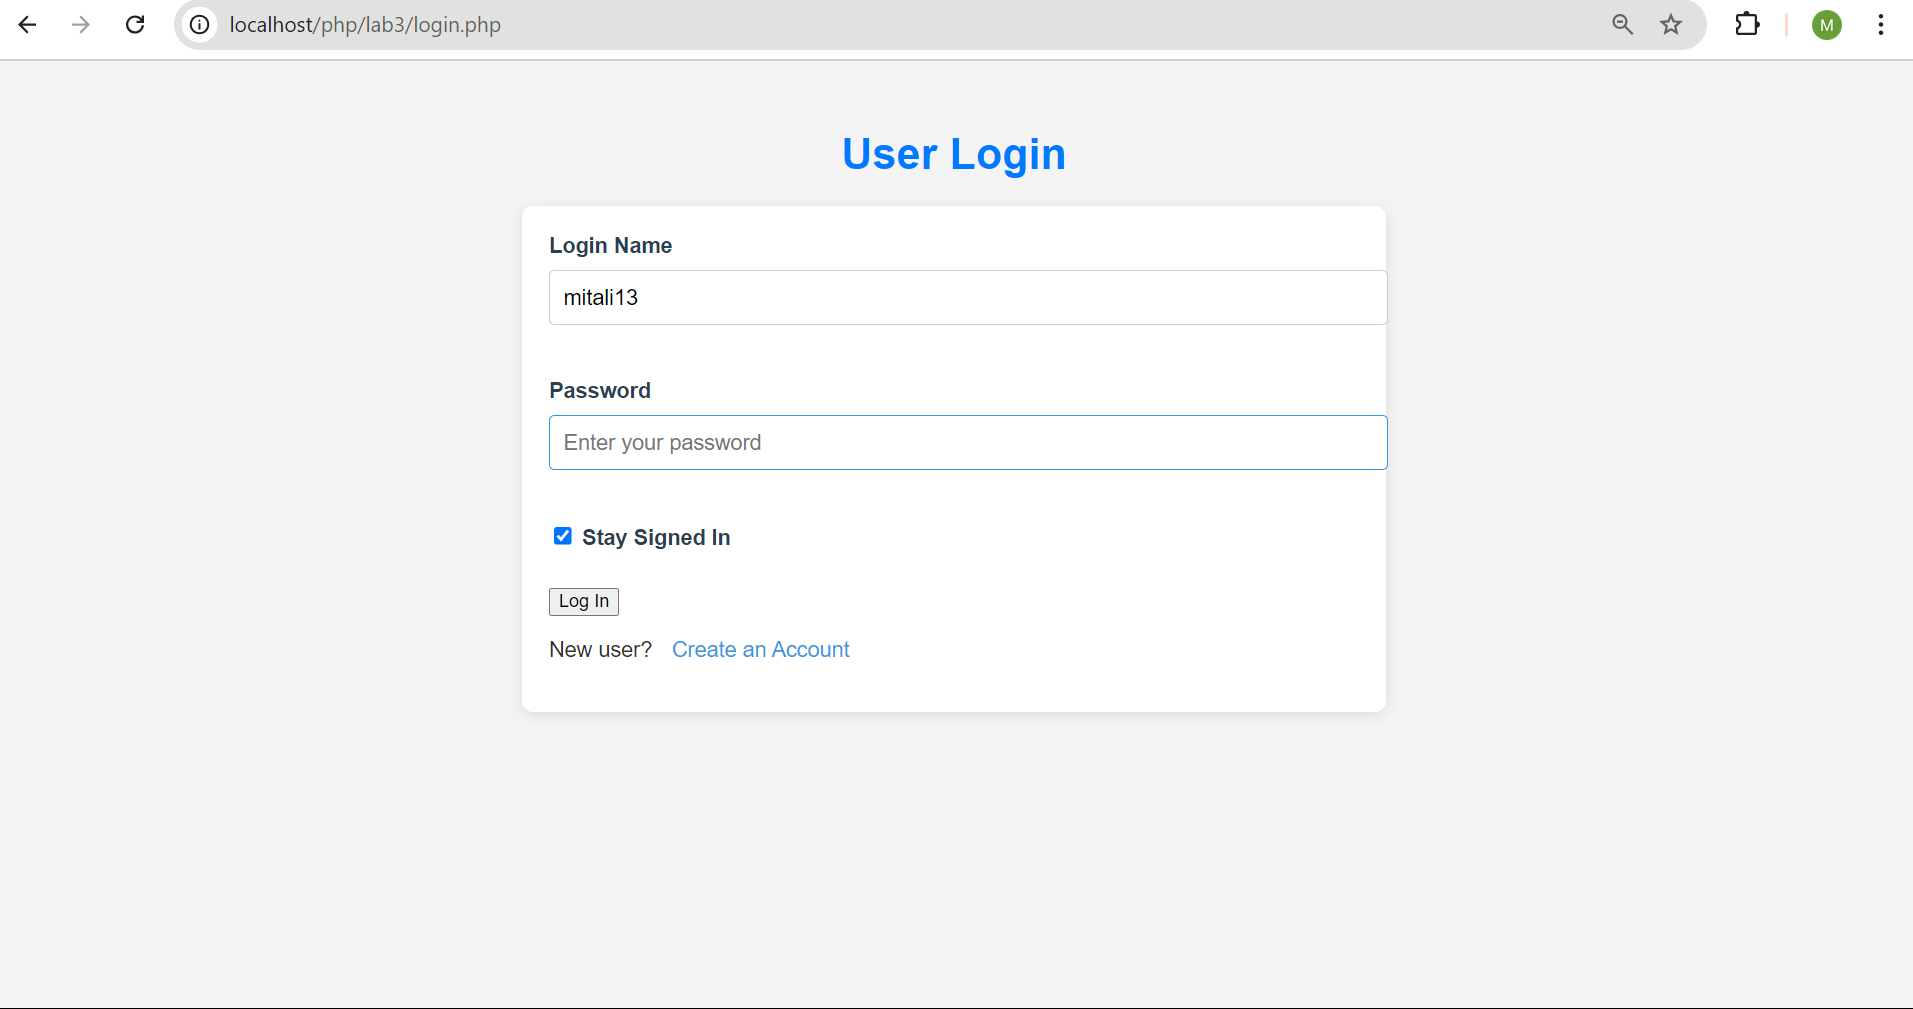 localhost/php/lab3/login.php
M
User Login
Login Name
mitali13
Password
Enter your password
Stay Signed In
Log In
New user? Create an Account